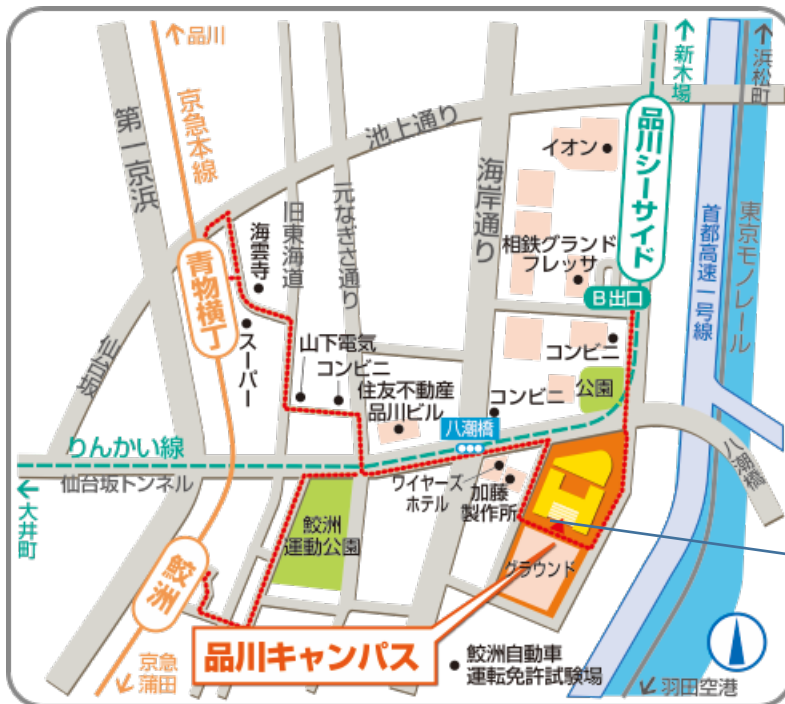 品川
新木場
浜松町
京急本線
第一京浜
池上通り
海岸通り
品川シーサイド
イオン
首都高速一号線
東京モノレール
旧東海道
元なぎさ通り
海雲寺
相鉄グランド
フレッサ
青物横丁
B出口
仙台坂
スーパー
山下電気
コンビニ
住友不動産
品川ビル
コンビニ
コンビニ
公園
八潮橋
りんかい線
仙台坂トンネル
大井町
ワイヤーズ
ホテル
加藤
製作所
八潮橋
鮫洲
運動公園
鮫洲
グラウンド
品川キャンパス
京急
蒲田
鮫洲自動車
運転免許試験場
羽田空港